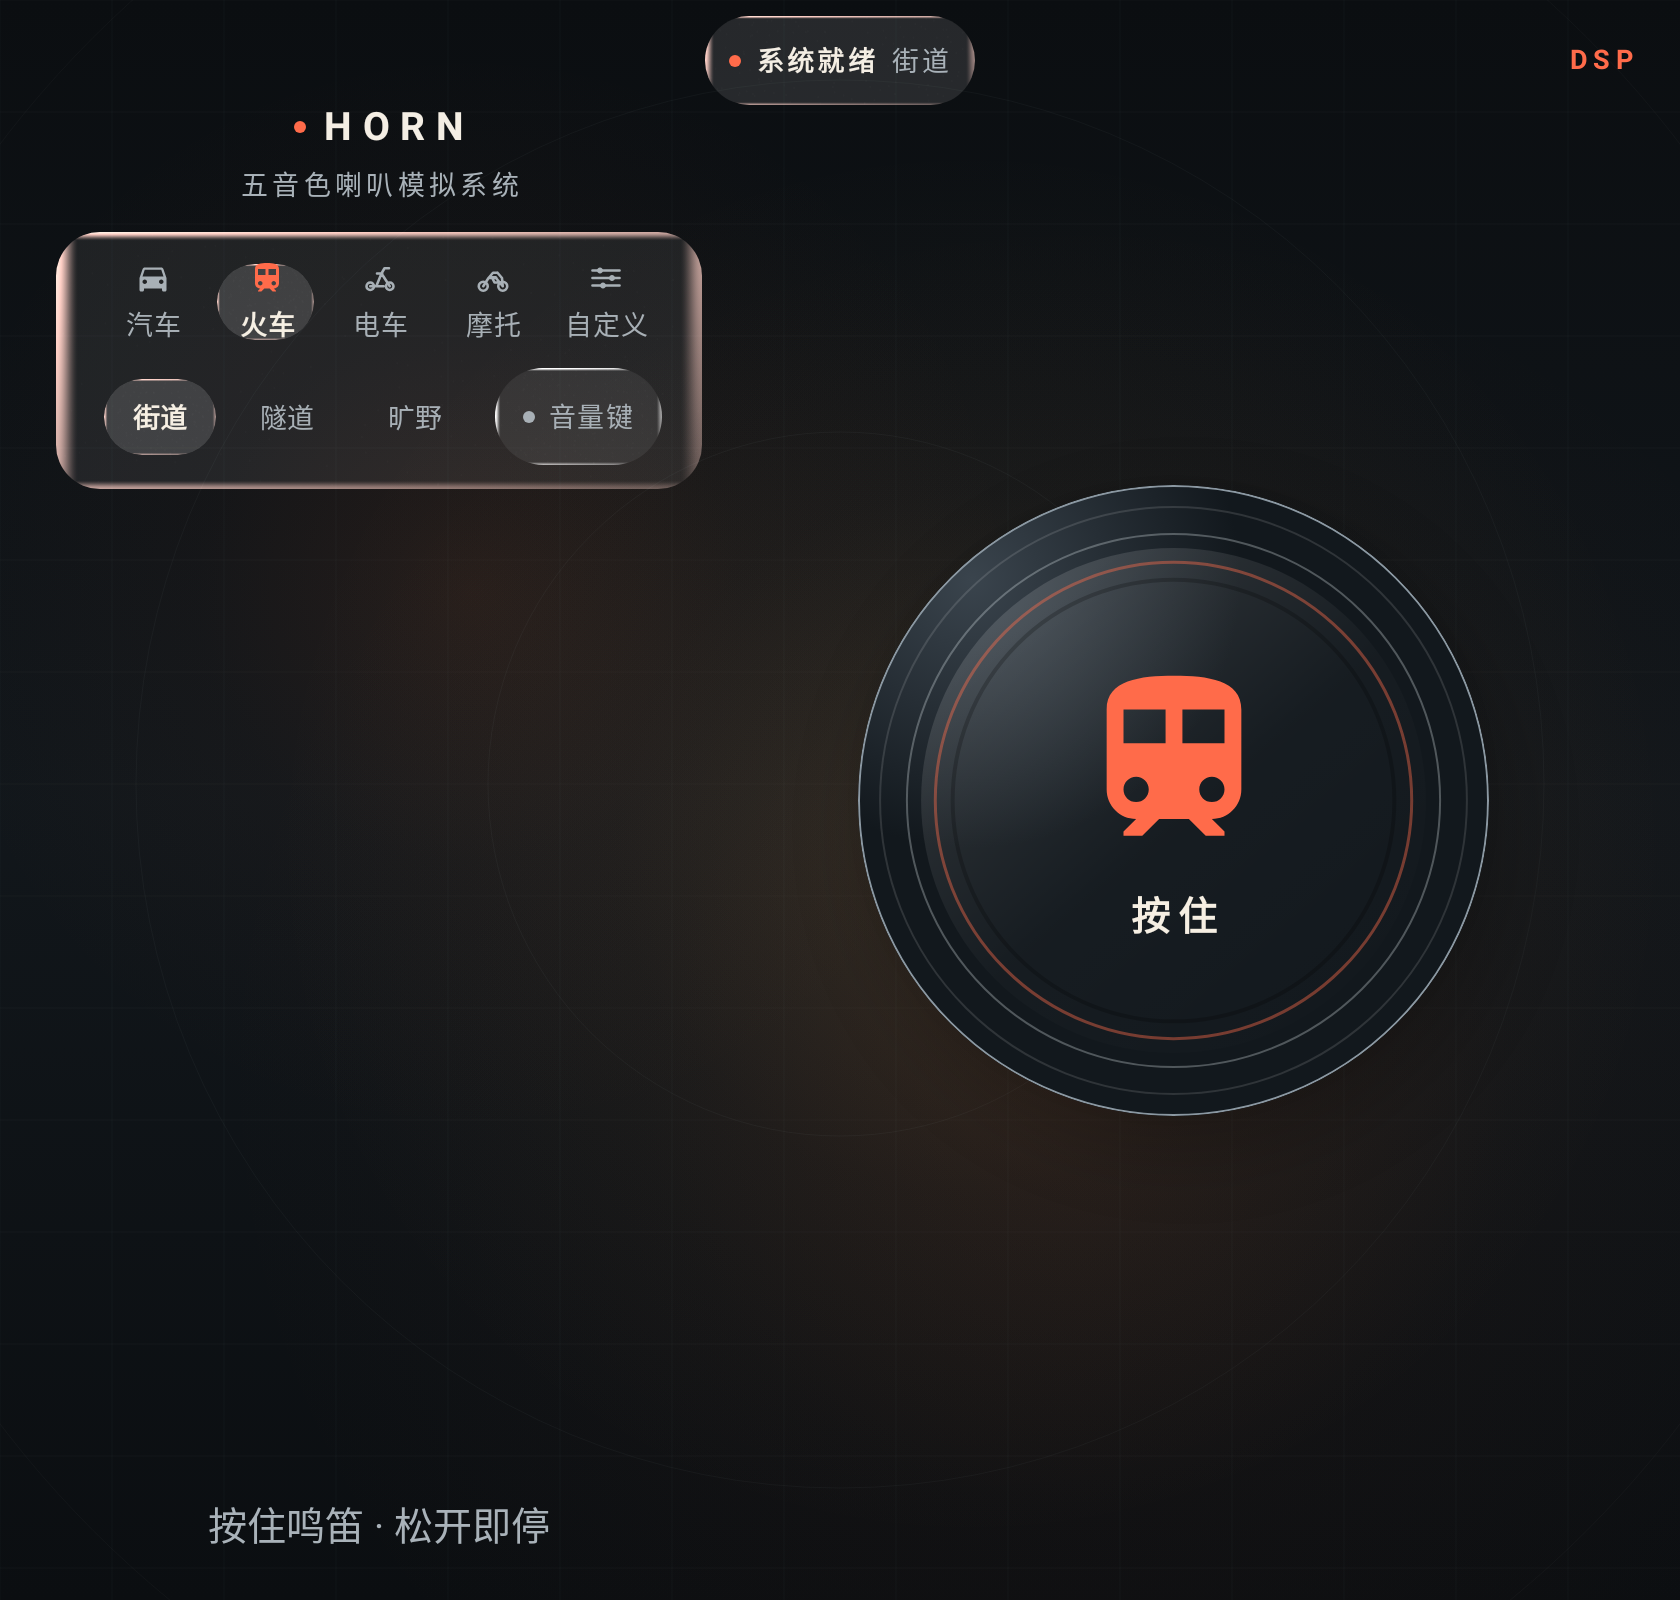 系统就绪 街道
DSP
HORN
五音色喇叭模拟系统
汽车 火车 电车 摩托 自定义
街道 隧道 旷野 音量键
按住
按住鸣笛 · 松开即停